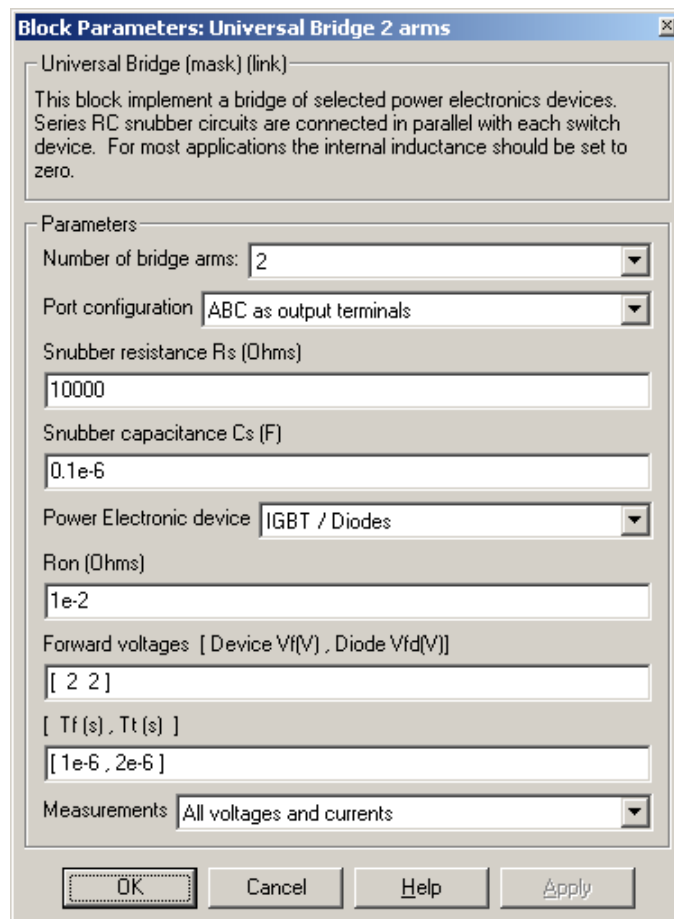 Block Parameters: Universal Bridge 2 arms
Universal Bridge (mask) (link)
This block implement a bridge of selected power electronics devices.
Series RC snubber circuits are connected in parallel with each switch
device. For most applications the internal inductance should be set to
zero.
Parameters
Number of bridge arms: 2
Port configuration ABC as output terminals
Snubber resistance Rs (Ohms)
10000
Snubber capacitance Cs (F)
0.1e-6
Power Electronic device IGBT / Diodes
Ron (Ohms)
1e-2
Forward voltages [ Device Vf(V) , Diode Vfd(V)]
[ 2 2 ]
[ Tf (s) , Tt (s) ]
[ 1e-6 , 2e-6 ]
Measurements All voltages and currents
OK Cancel Help Apply